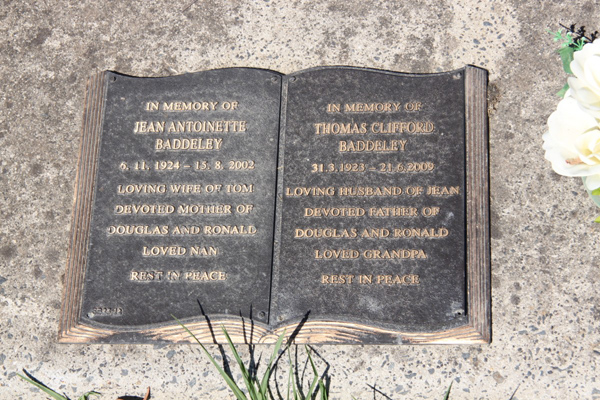 IN MEMORY OF
JEAN ANTOINETTE
BADDELEY
6. 11. 1924 – 15. 8. 2002
LOVING WIFE OF TOM
DEVOTED MOTHER OF
DOUGLAS AND RONALD
LOVED NAN
REST IN PEACE
IN MEMORY OF
THOMAS CLIFFORD
BADDELEY
31.3.1923 – 21.6.2009
LOVING HUSBAND OF JEAN
DEVOTED FATHER OF
DOUGLAS AND RONALD
LOVED GRANDPA
REST IN PEACE